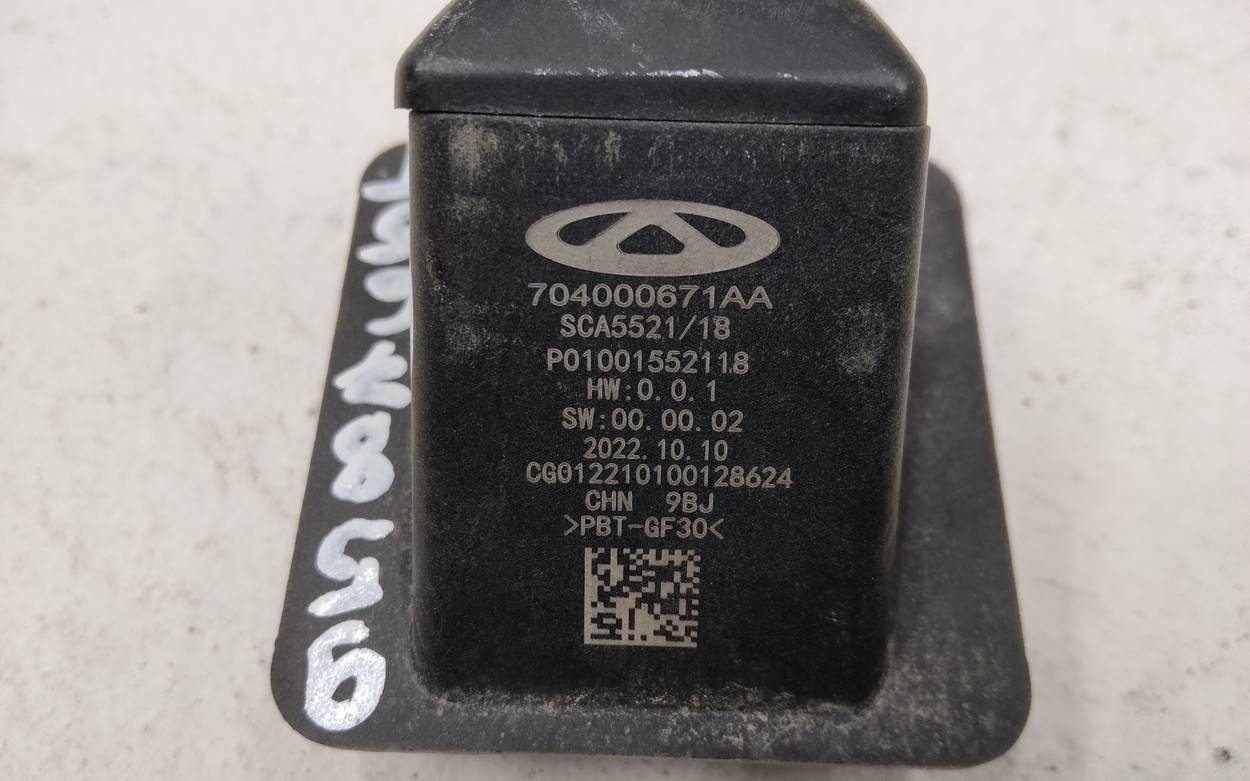 704000671AA
SCA5521/18
P01001552118
HW:0.0.1
SW:00.00.02
2022.10.10
CG012210100128624
CHN 9BJ
>PBT-GF30<